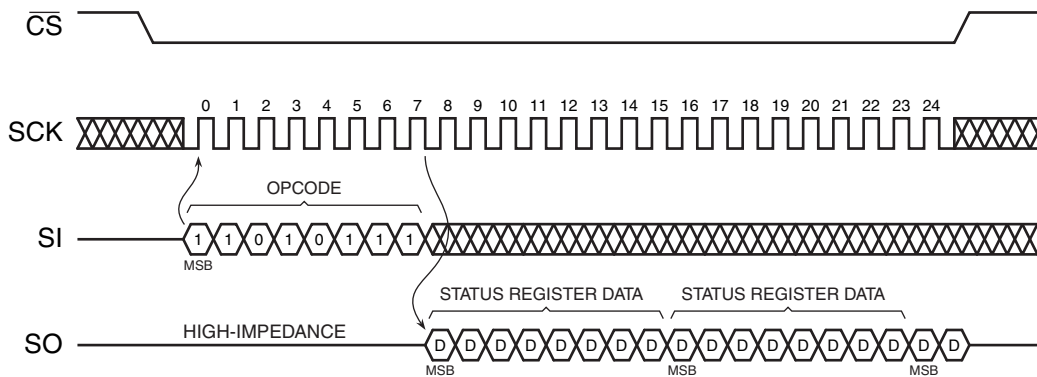 CS
0 1 2 3 4 5 6 7 8 9 10 11 12 13 14 15 16 17 18 19 20 21 22 23 24
SCK
OPCODE
SI 1 1 0 1 0 1 1 1
MSB
STATUS REGISTER DATA STATUS REGISTER DATA
HIGH-IMPEDANCE
SO D D D D D D D D D D D D D D D D D D
MSB MSB MSB